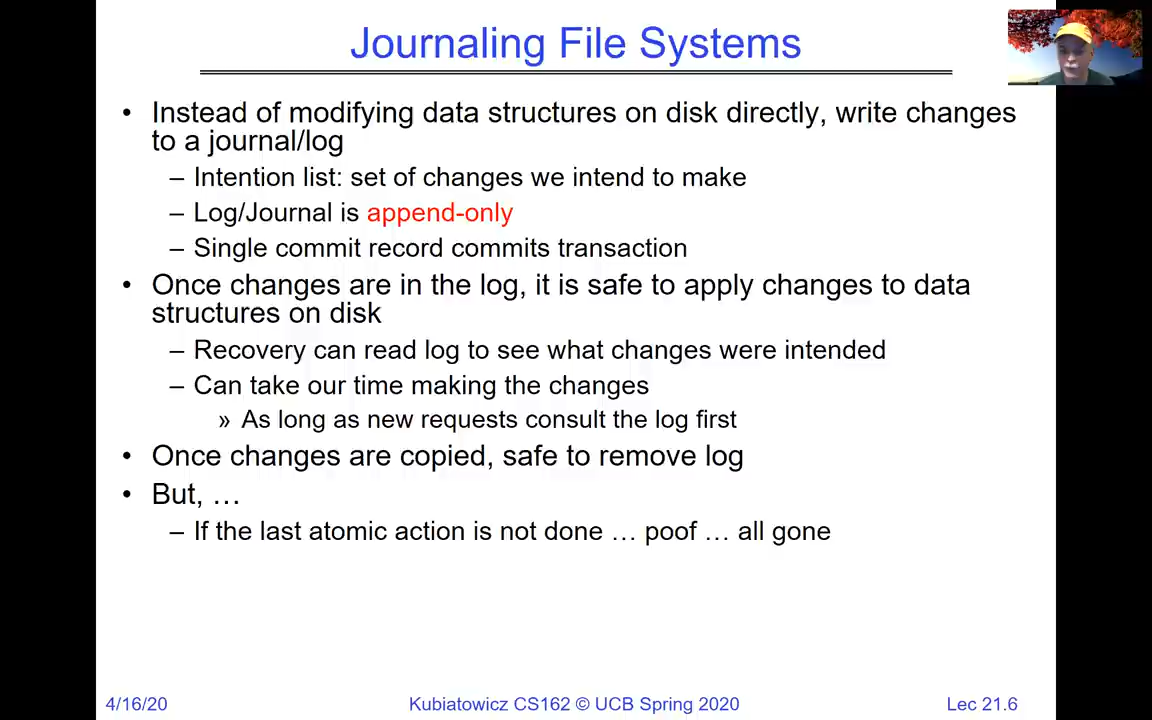 Journaling File Systems
• Instead of modifying data structures on disk directly, write changes
to a journal/log
– Intention list: set of changes we intend to make
– Log/Journal is append-only
– Single commit record commits transaction
• Once changes are in the log, it is safe to apply changes to data
structures on disk
– Recovery can read log to see what changes were intended
– Can take our time making the changes
» As long as new requests consult the log first
• Once changes are copied, safe to remove log
• But, …
– If the last atomic action is not done … poof … all gone
4/16/20
Kubiatowicz CS162 © UCB Spring 2020
Lec 21.6